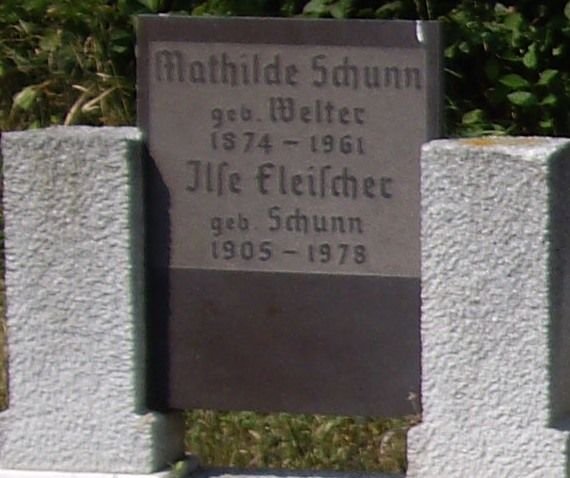 Mathilde Schunn
geb. Welter
1874 – 1961
Ilſe Fleiſcher
geb. Schunn
1905 – 1978